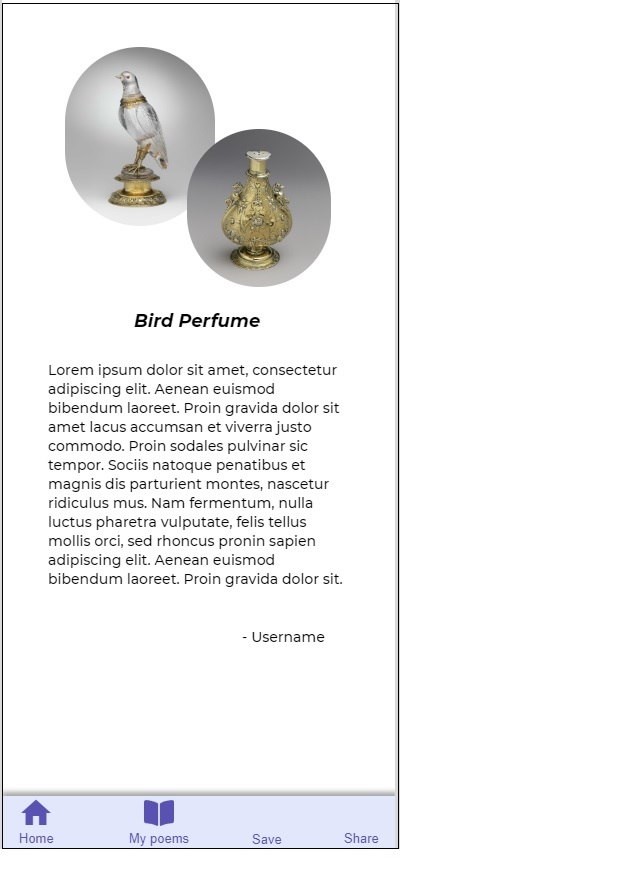 Bird Perfume
Lorem ipsum dolor sit amet, consectetur
adipiscing elit. Aenean euismod
bibendum laoreet. Proin gravida dolor sit
amet lacus accumsan et viverra justo
commodo. Proin sodales pulvinar sic
tempor. Sociis natoque penatibus et
magnis dis parturient montes, nascetur
ridiculus mus. Nam fermentum, nulla
luctus pharetra vulputate, felis tellus
mollis orci, sed rhoncus pronin sapien
adipiscing elit. Aenean euismod
bibendum laoreet. Proin gravida dolor sit.
- Username
Home My poems Save Share